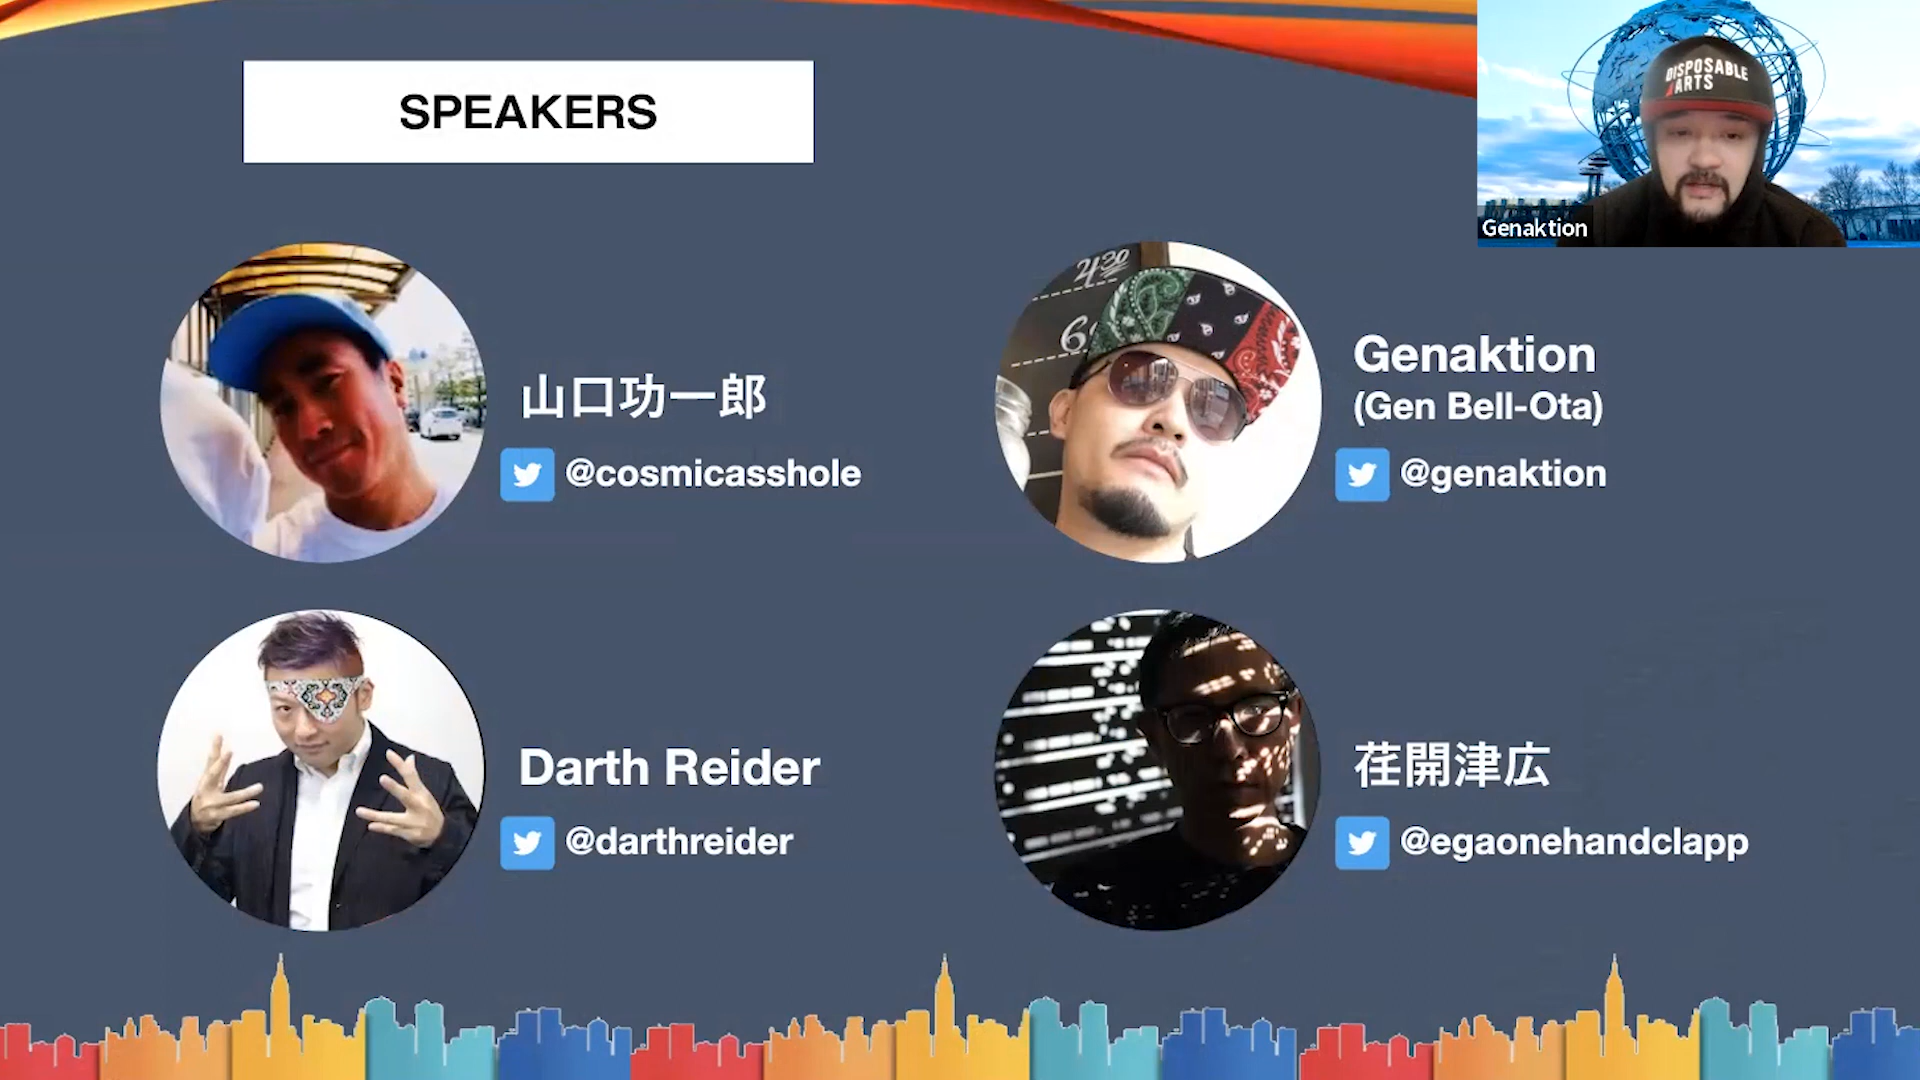 SPEAKERS
DISPOSABLE
ARTS
Genaktion
山口功一郎
@cosmicasshole
430
Genaktion
(Gen Bell-Ota)
@genaktion
Darth Reider
@darthreider
荏開津広
@egaonehandclapp